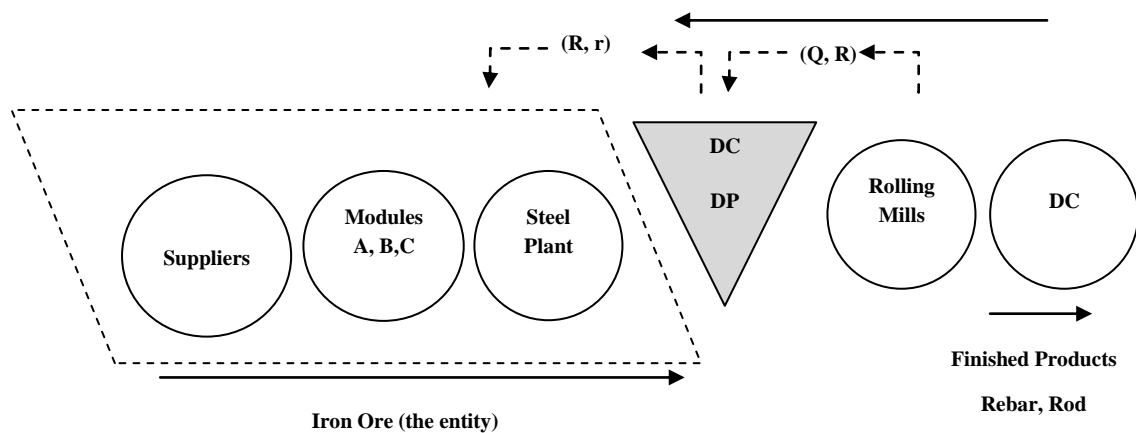 (R, r)
(Q, R)
DC
DP
Rolling
Mills
DC
Suppliers
Modules
A, B,C
Steel
Plant
Finished Products
Rebar, Rod
Iron Ore (the entity)